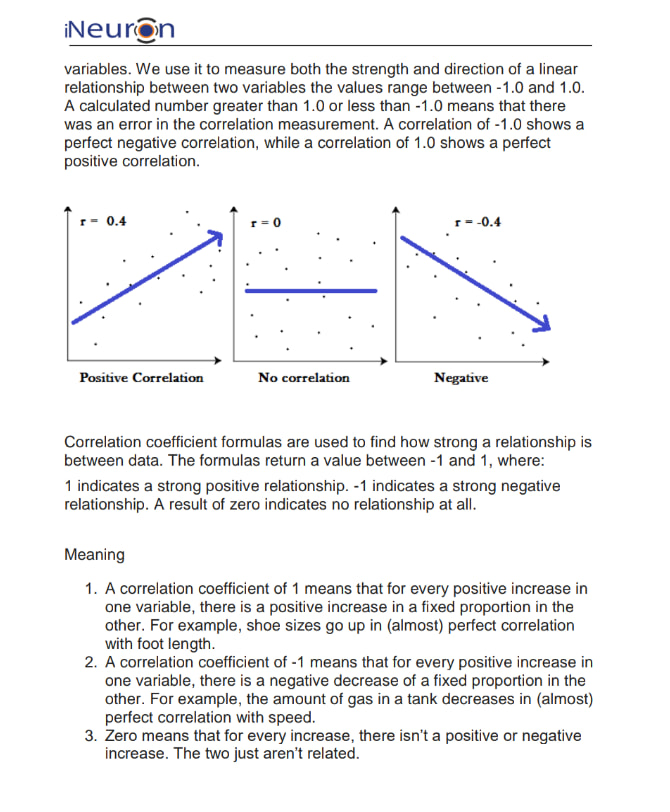 iNeuron
variables. We use it to measure both the strength and direction of a linear
relationship between two variables the values range between -1.0 and 1.0.
A calculated number greater than 1.0 or less than -1.0 means that there
was an error in the correlation measurement. A correlation of -1.0 shows a
perfect negative correlation, while a correlation of 1.0 shows a perfect
positive correlation.
r = 0.4
r = 0
r = -0.4
Positive Correlation
No correlation
Negative
Correlation coefficient formulas are used to find how strong a relationship is
between data. The formulas return a value between -1 and 1, where:
1 indicates a strong positive relationship. -1 indicates a strong negative
relationship. A result of zero indicates no relationship at all.
Meaning
1. A correlation coefficient of 1 means that for every positive increase in
one variable, there is a positive increase in a fixed proportion in the
other. For example, shoe sizes go up in (almost) perfect correlation
with foot length.
2. A correlation coefficient of -1 means that for every positive increase in
one variable, there is a negative decrease of a fixed proportion in the
other. For example, the amount of gas in a tank decreases in (almost)
perfect correlation with speed.
3. Zero means that for every increase, there isn't a positive or negative
increase. The two just aren't related.